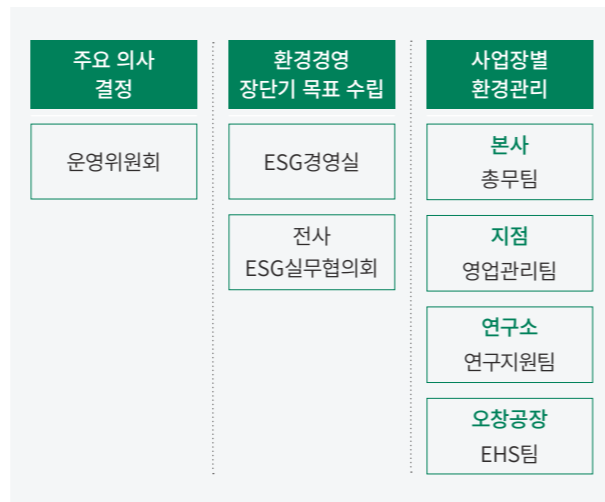 주요 의사
결정
운영위원회
환경경영
장단기 목표 수립
ESG경영실
전사
ESG실무협의회
사업장별
환경관리
본사
총무팀
지점
영업관리팀
연구소
연구지원팀
오창공장
EHS팀